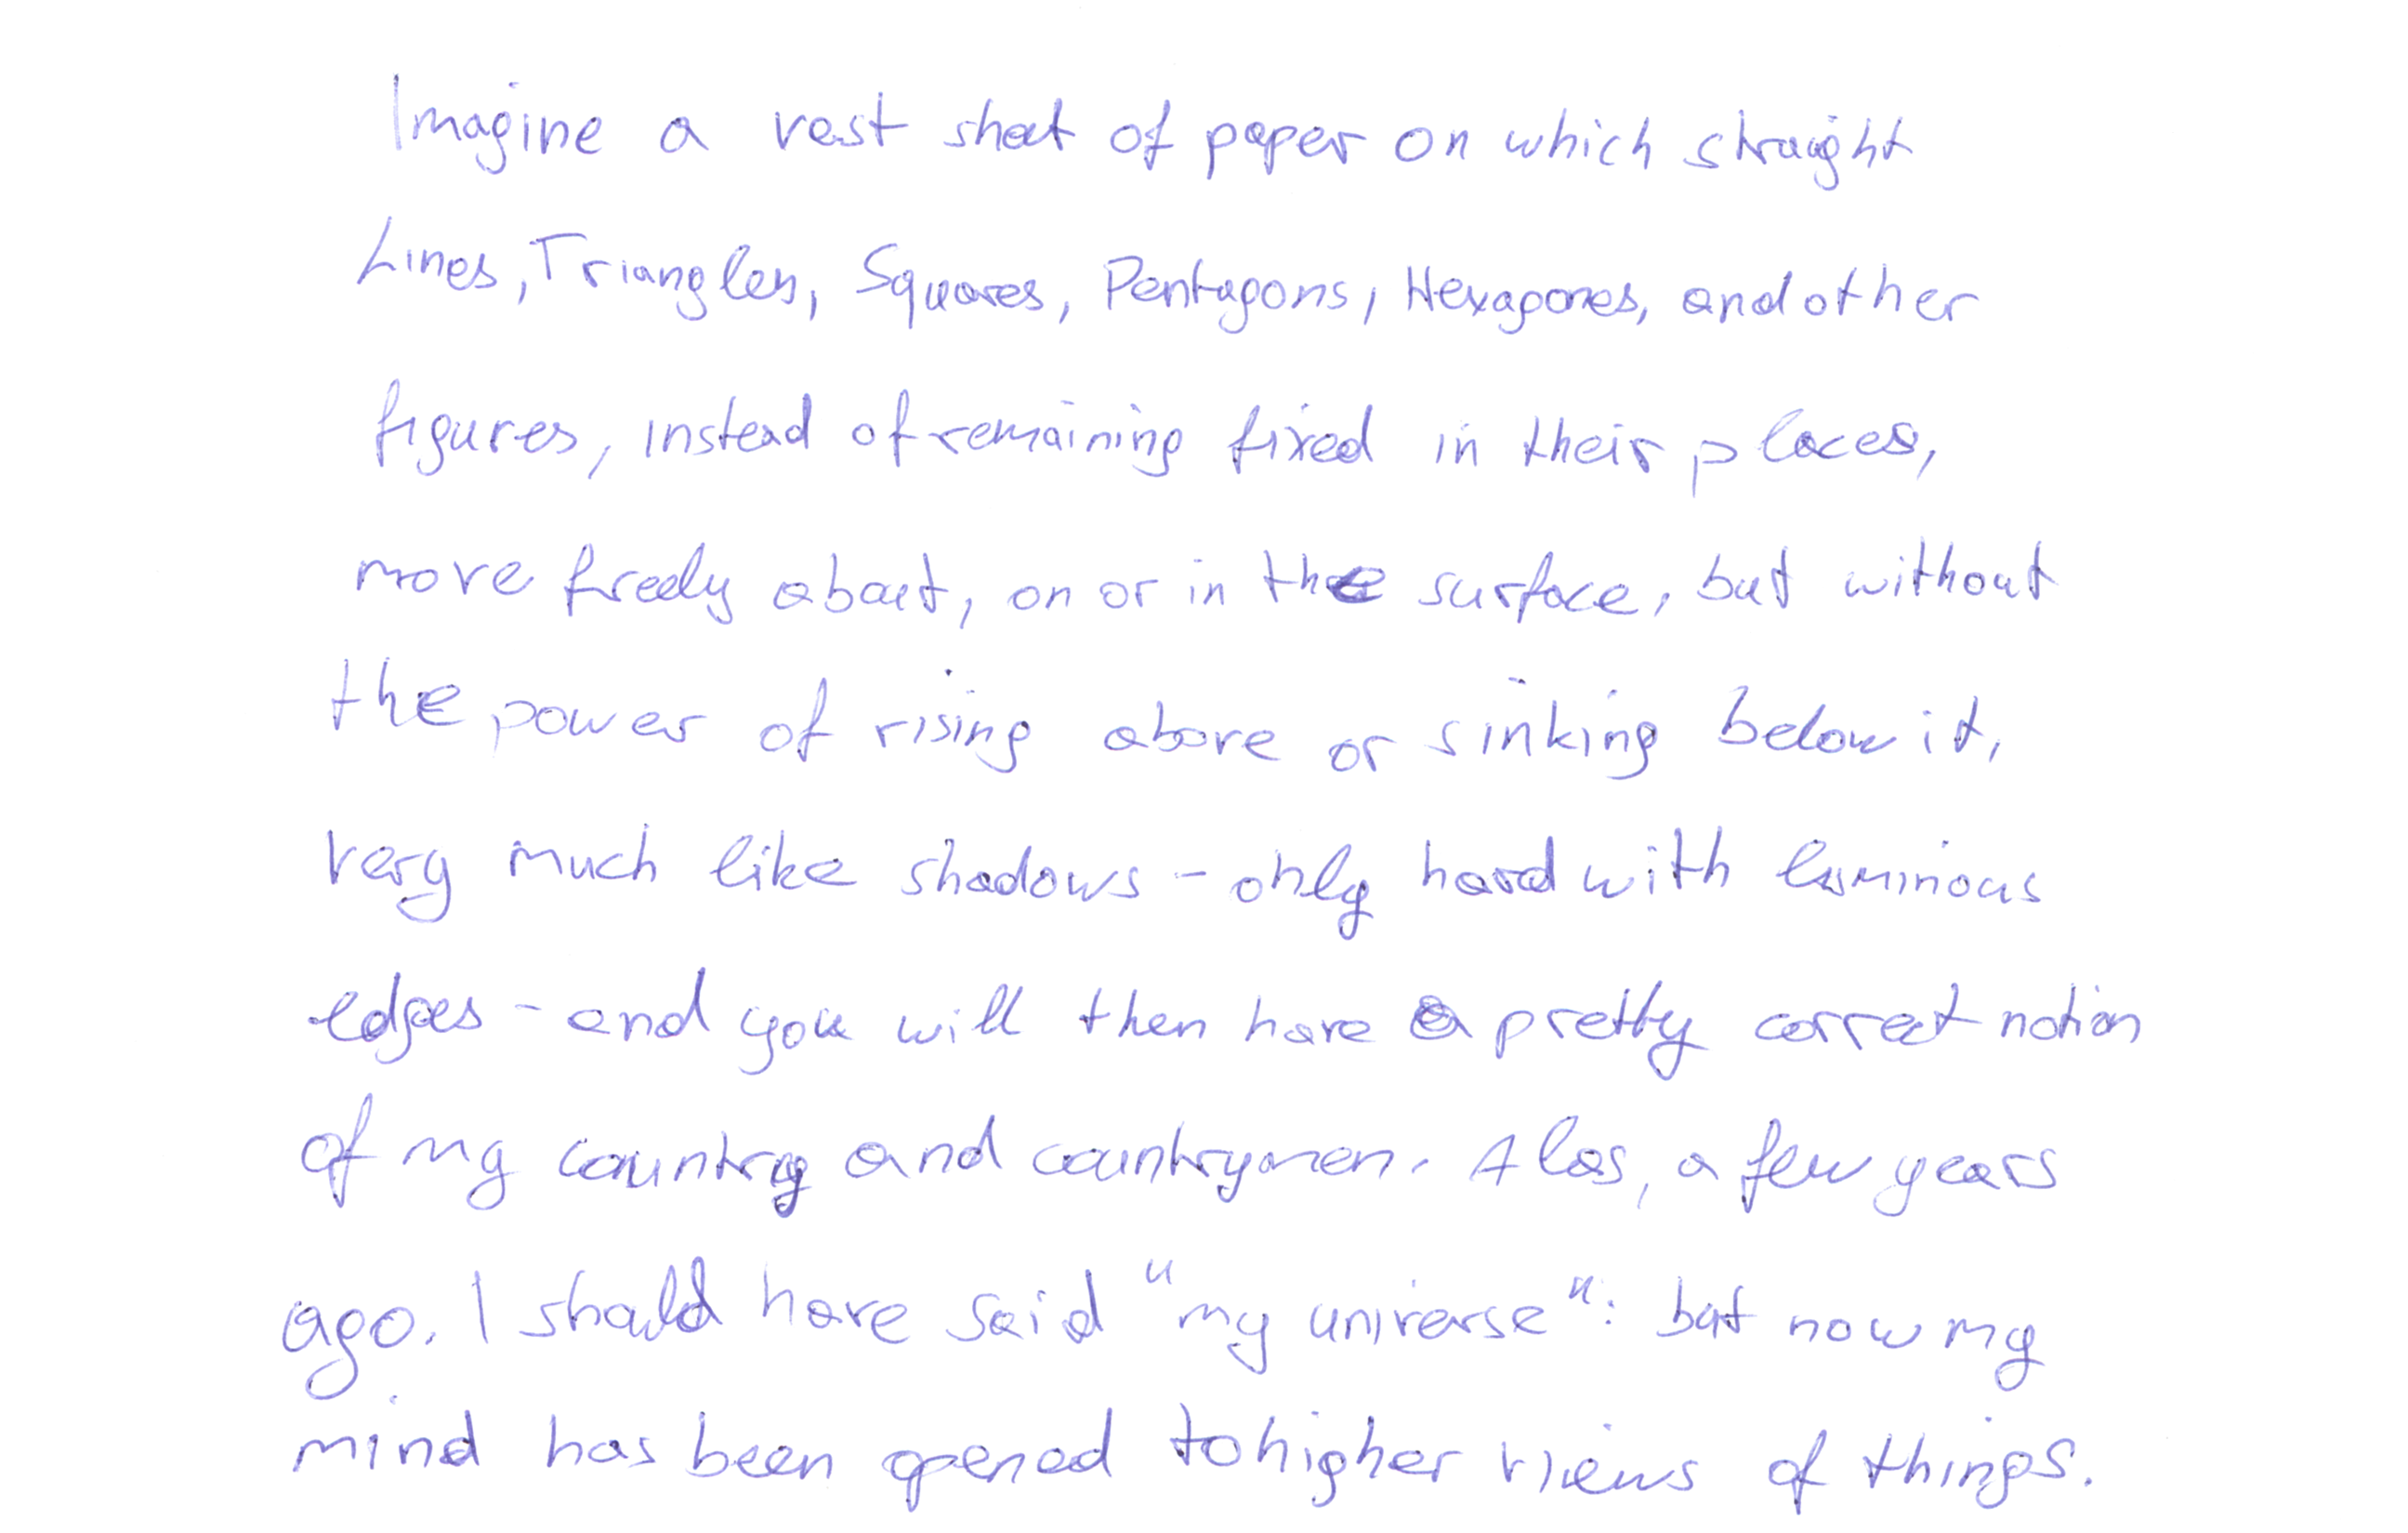 Imagine a vast sheet of paper on which straight
Lines, Triangles, Squares, Pentagons, Hexagones, and other
figures, instead of remaining fixed in their places,
move freely about, on or in the surface, but without
the power of rising above or sinking below it,
very much like shadows - only hard with luminous
edges - and you will then have a pretty correct notion
of my country and countrymen. Alas, a few years
ago. I should have said "my universe": but now my
mind has been opened to higher views of things.